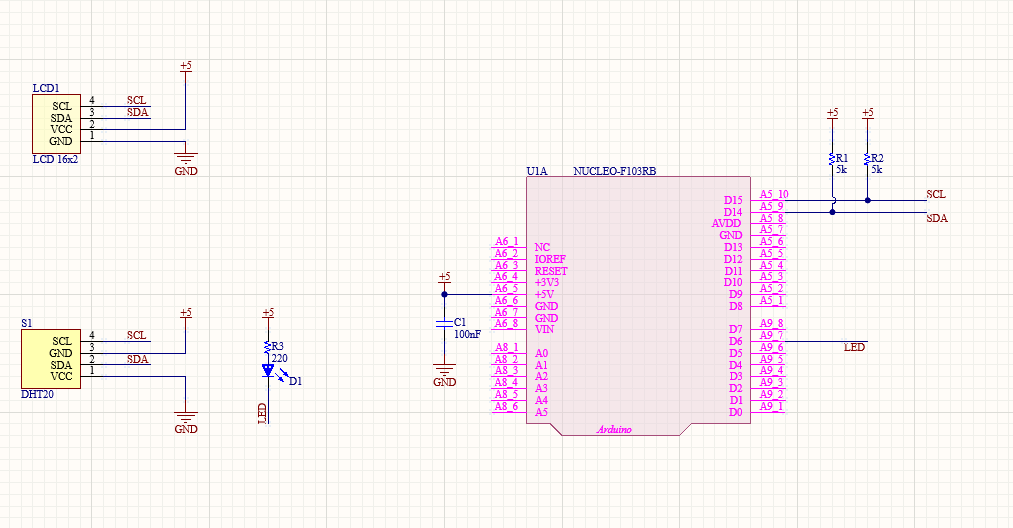 +5
LCD1
SCL 4 SCL
SDA 3 SDA
VCC 2
GND 1
LCD 16x2
GND
+5
S1
SCL 4 SCL
GND 3
SDA 2 SDA
VCC 1
DHT20
GND
+5
R3
220
D1
LED
+5
C1
100nF
GND
U1A NUCLEO-F103RB
A6_1 NC
A6_2 IOREF
A6_3 RESET
A6_4 +3V3
A6_5 +5V
A6_6 GND
A6_7 GND
A6_8 VIN
A8_1 A0
A8_2 A1
A8_3 A2
A8_4 A3
A8_5 A4
A8_6 A5
D15 A5_10
D14 A5_9
AVDD A5_8
GND A5_7
D13 A5_6
D12 A5_5
D11 A5_4
D10 A5_3
D9 A5_2
D8 A5_1
D7 A9_8
D6 A9_7
D5 A9_6
D4 A9_5
D3 A9_4
D2 A9_3
D1 A9_2
D0 A9_1
Arduino
+5 +5
R1 R2
5k 5k
SCL
SDA
LED